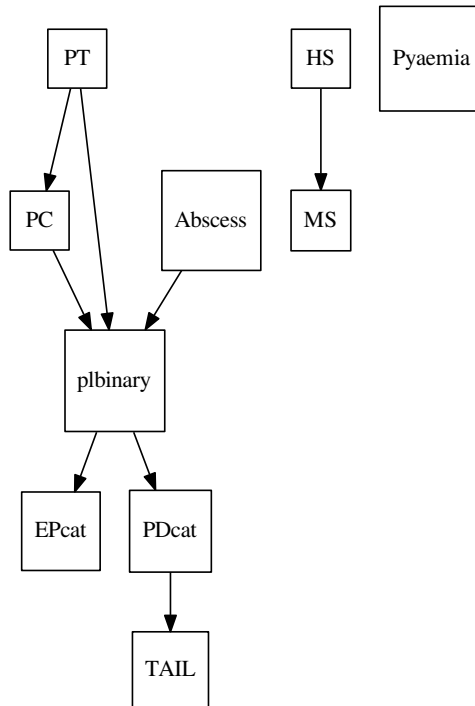 PT
HS
Pyaemia
PC
Abscess
MS
plbinary
EPcat
PDcat
TAIL